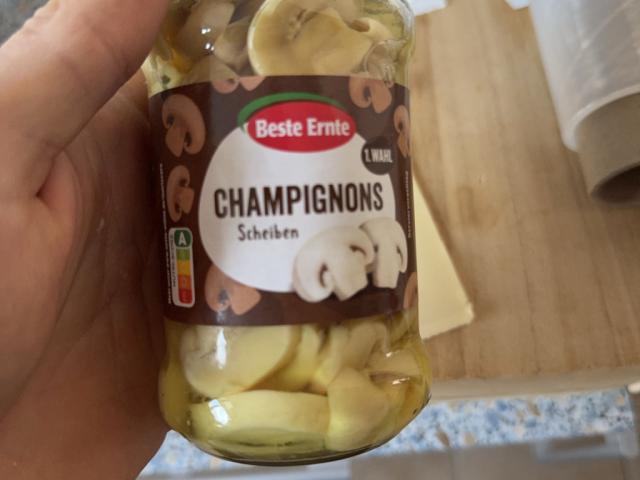 Beste Ernte
1. WAHL
CHAMPIGNONS
Scheiben
A